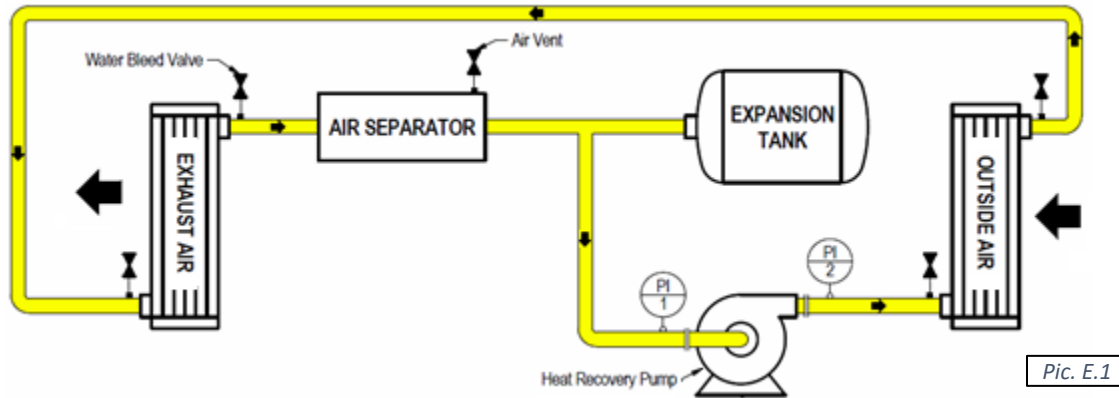 Water Bleed Valve
Air Vent
EXHAUST AIR
AIR SEPARATOR
EXPANSION
TANK
OUTSIDE AIR
PI
1
PI
2
Heat Recovery Pump
Pic. E.1